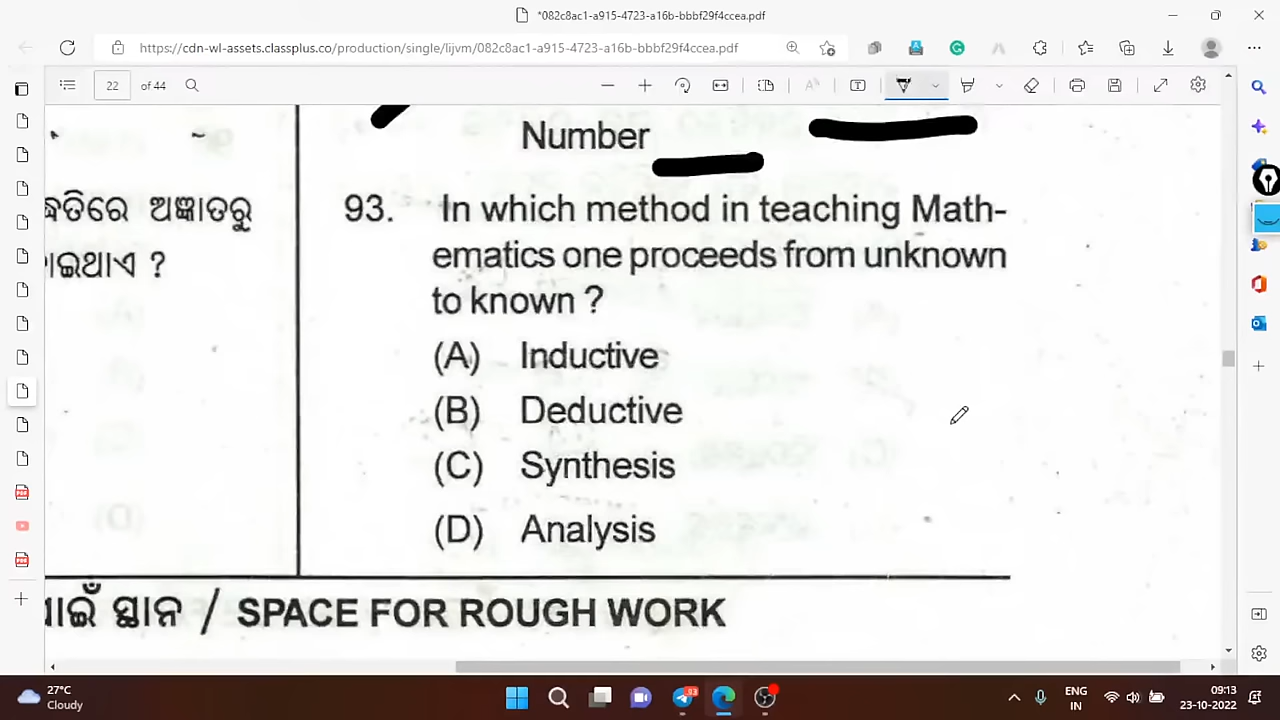 *082c8ac1-a915-4723-a16b-bbbf29f4ccea.pdf
https://cdn-wl-assets.classplus.co/production/single/lijvm/082c8ac1-a915-4723-a16b-bbbf29f4ccea.pdf
22 of 44
Number
93. In which method in teaching Math-
ematics one proceeds from unknown
to known ?
(A) Inductive
(B) Deductive
(C) Synthesis
(D) Analysis
ଅଜ୍ଞାତରୁ
?
ସ୍ଥାନ / SPACE FOR ROUGH WORK
27°C
Cloudy
93
ENG
IN
09:13
23-10-2022